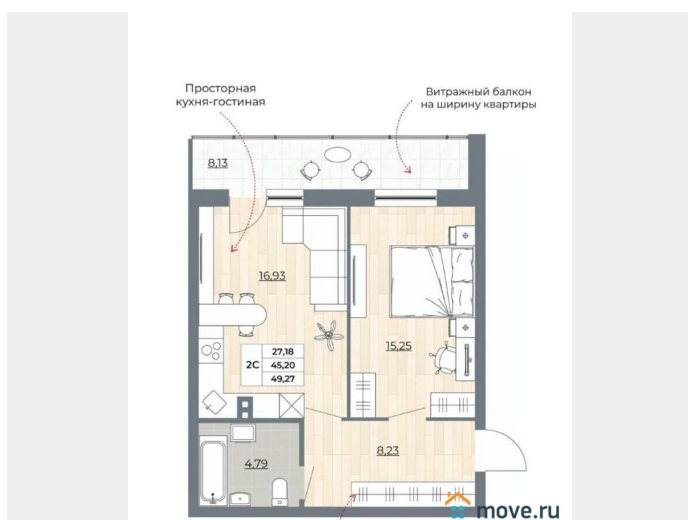 Просторная
кухня-гостиная
Витражный балкон
на ширину квартиры
8,13
16,93
15,25
2С
27,18
45,20
49,27
4,79
8,23
move.ru